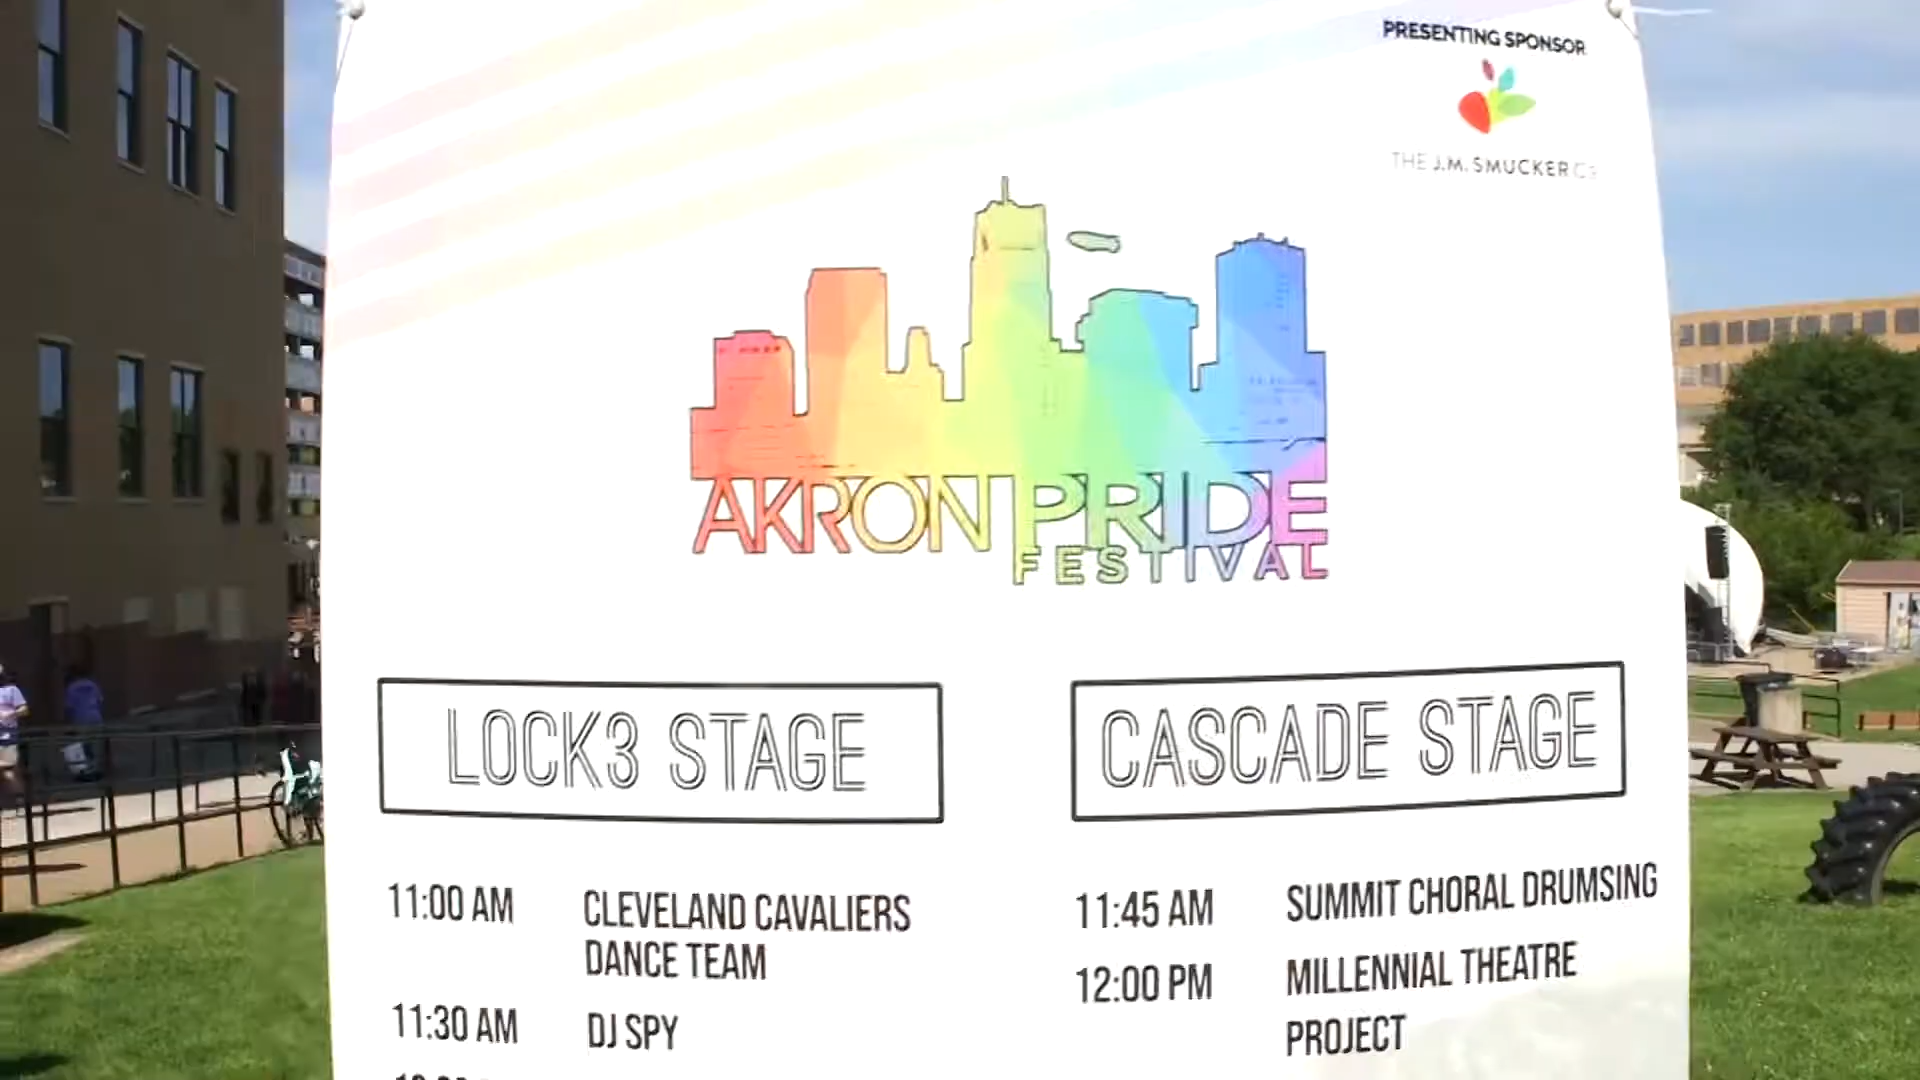 PRESENTING SPONSOR
THE J.M. SMUCKER CO
AKRON PRIDE
FESTIVAL
LOCK3 STAGE
11:00 AM CLEVELAND CAVALIERS
DANCE TEAM
11:30 AM DJ SPY
CASCADE STAGE
11:45 AM SUMMIT CHORAL DRUMSING
12:00 PM MILLENNIAL THEATRE
PROJECT